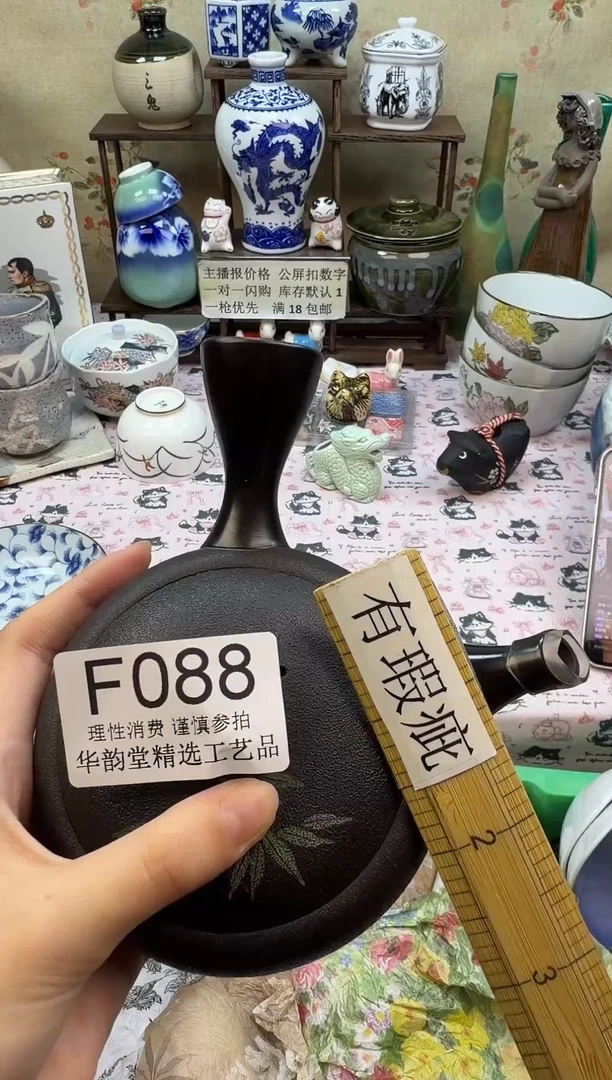 主播报价格 公屏扣数字
一对一闪购 库存默认 1
一枪优先 满 18 包邮
F088
理性消费 谨慎参拍
华韵堂精选工艺品
有瑕疵
2
3